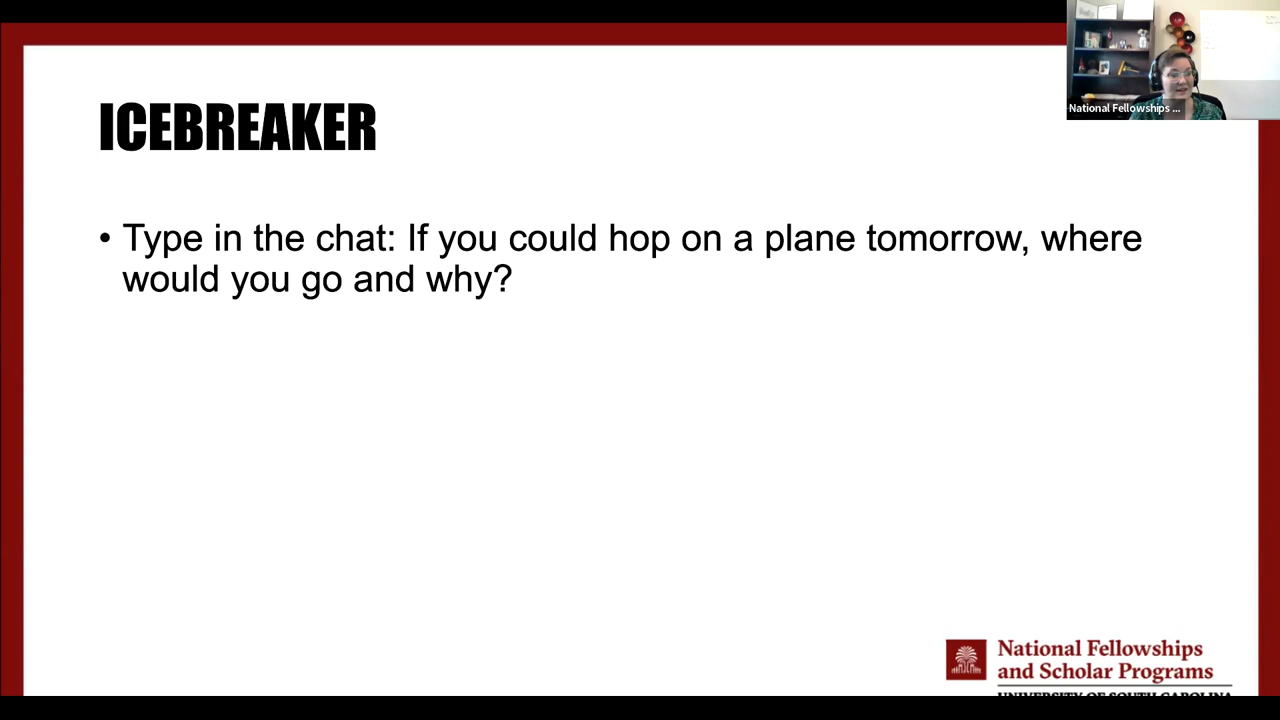 National Fellowships ...
ICEBREAKER
• Type in the chat: If you could hop on a plane tomorrow, where
would you go and why?
National Fellowships
and Scholar Programs
UNIVERSITY OF SOUTH CAROLINA